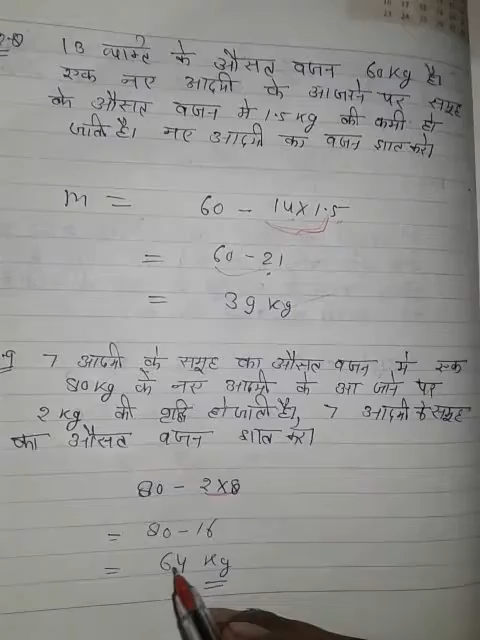 13 व्यक्ति के औसत वजन 60 kg है।
एक नए आदमी के आजाने पर समूह
के औसत वजन मे 1.5 kg की कमी हो
जाती है। नए आदमी का वजन ज्ञात करो।
m = 60 - 14×1.5
= 60 - 21
= 39 kg
7 आदमी के समूह का औसत वजन मे एक
80 kg के नए आदमी के आ जाने पर
2 kg की वृद्धि हो जाती है, 7 आदमी के समूह
का औसत वजन ज्ञात करो।
80 - 2×8
= 80 - 16
= 64 kg